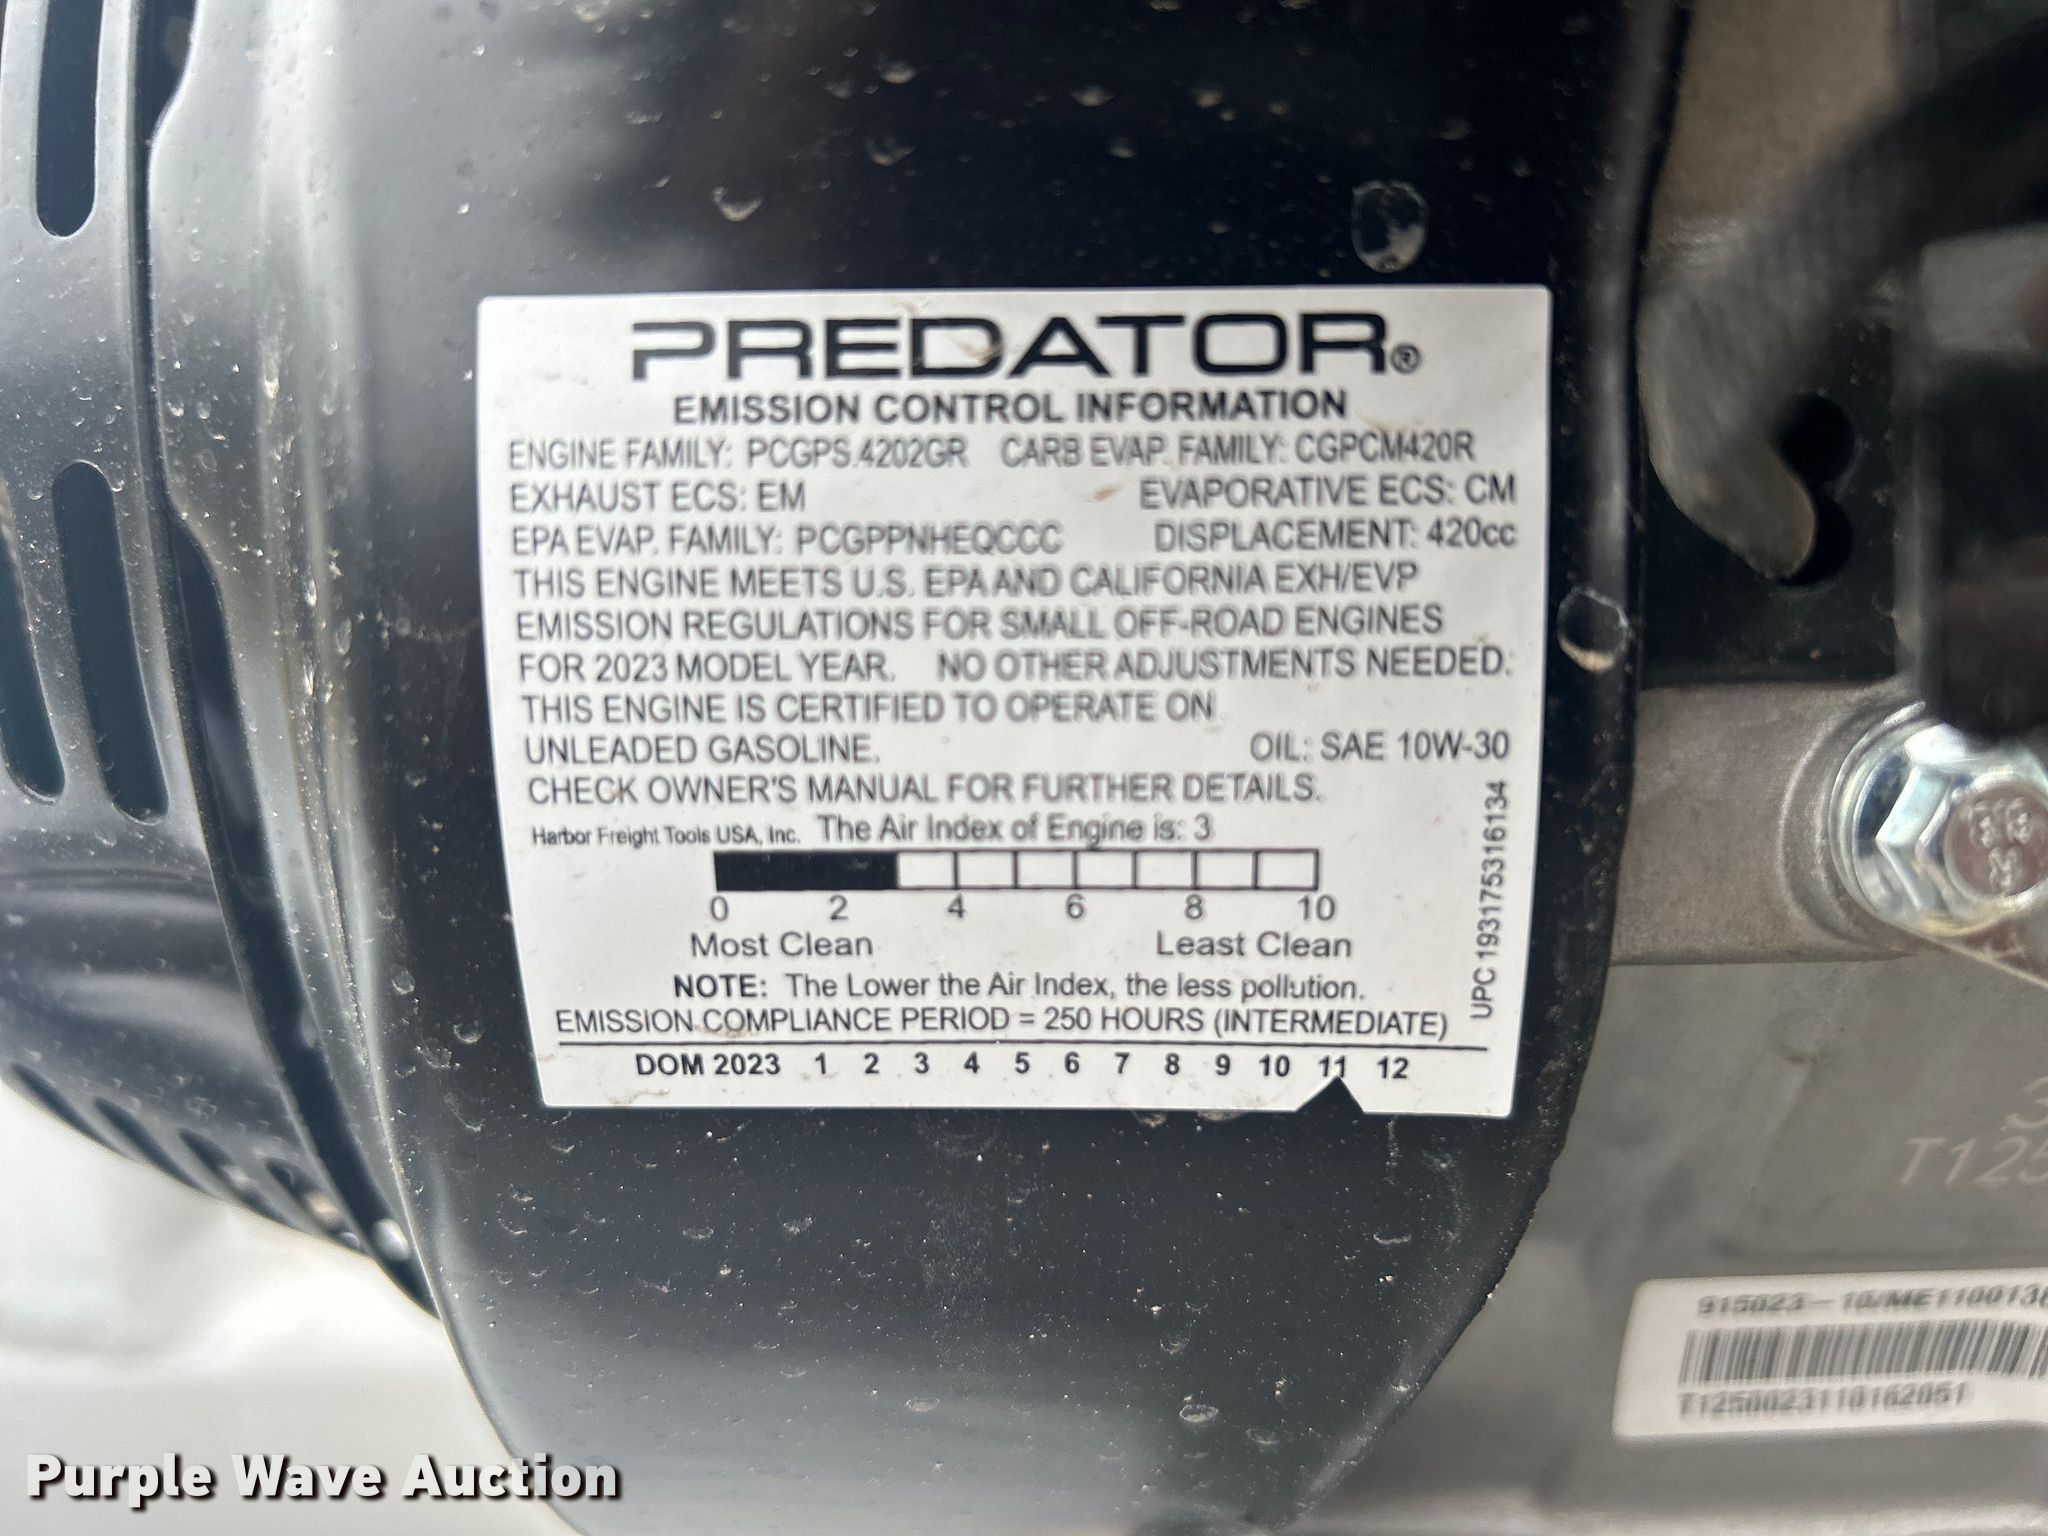 PREDATOR®
EMISSION CONTROL INFORMATION
ENGINE FAMILY: PCGPS.4202GR CARB EVAP. FAMILY: CGPCM420R
EXHAUST ECS: EM EVAPORATIVE ECS: CM
EPA EVAP. FAMILY: PCGPPNHEQCCC DISPLACEMENT: 420cc
THIS ENGINE MEETS U.S. EPA AND CALIFORNIA EXH/EVP
EMISSION REGULATIONS FOR SMALL OFF-ROAD ENGINES
FOR 2023 MODEL YEAR. NO OTHER ADJUSTMENTS NEEDED.
THIS ENGINE IS CERTIFIED TO OPERATE ON
UNLEADED GASOLINE. OIL: SAE 10W-30
CHECK OWNER'S MANUAL FOR FURTHER DETAILS.
Harbor Freight Tools USA, Inc. The Air Index of Engine is: 3
0 2 4 6 8 10
Most Clean Least Clean
NOTE: The Lower the Air Index, the less pollution.
EMISSION COMPLIANCE PERIOD = 250 HOURS (INTERMEDIATE)
DOM 2023 1 2 3 4 5 6 7 8 9 10 11 12
UPC 193175316134
T125
915023-10/ME110013
T1250023110162051
Purple Wave Auction